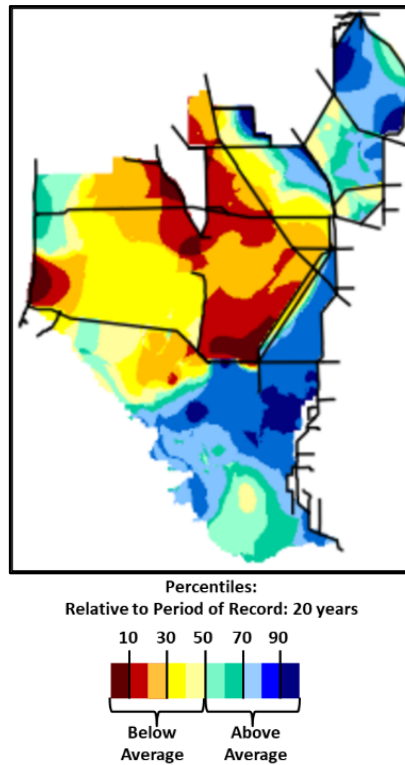 Percentiles:
Relative to Period of Record: 20 years
10 30 50 70 90
Below Above
Average Average